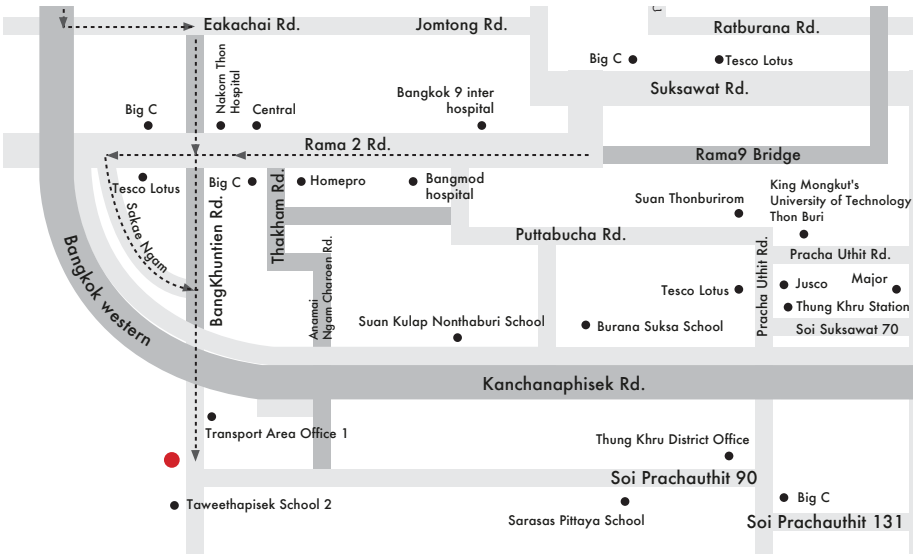 Eakachai Rd.
Jomtong Rd.
Ratburana Rd.
Big C
Tesco Lotus
Suksawat Rd.
Nakorn Thon
Hospital
Big C
Central
Bangkok 9 inter
hospital
Rama 2 Rd.
Rama9 Bridge
Tesco Lotus
Big C
Homepro
Bangmod
hospital
Suan Thonburirom
King Mongkut's
University of Technology
Thon Buri
Sakae Ngam
BangKhuntien Rd.
Thakham Rd.
Puttabucha Rd.
Pracha Uthit Rd.
Pracha Uthit Rd.
Bangkok western
Anamai
Ngam Charoen Rd.
Tesco Lotus
Jusco
Major
Thung Khru Station
Suan Kulap Nonthaburi School
Burana Suksa School
Soi Suksawat 70
Kanchanaphisek Rd.
Transport Area Office 1
Thung Khru District Office
Soi Prachauthit 90
Taweethapisek School 2
Sarasas Pittaya School
Big C
Soi Prachauthit 131